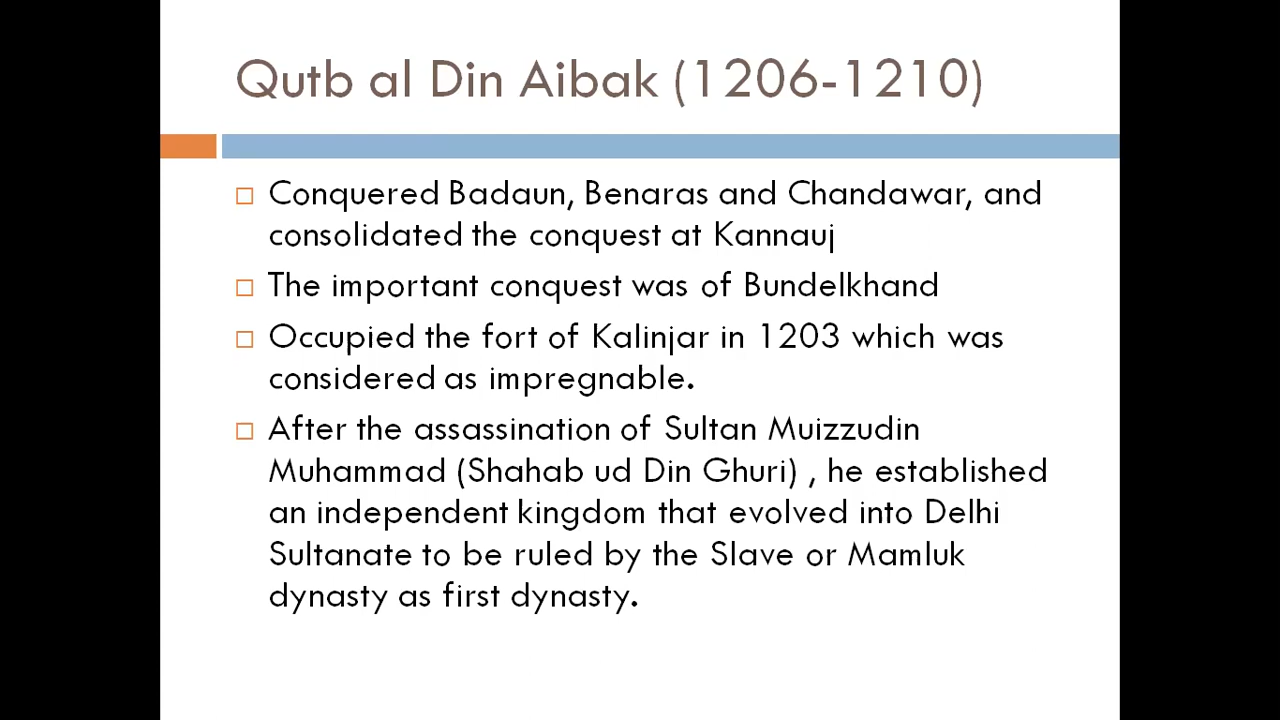 Qutb al Din Aibak (1206-1210)
Conquered Badaun, Benaras and Chandawar, and
consolidated the conquest at Kannauj
The important conquest was of Bundelkhand
Occupied the fort of Kalinjar in 1203 which was
considered as impregnable.
After the assassination of Sultan Muizzudin
Muhammad (Shahab ud Din Ghuri) , he established
an independent kingdom that evolved into Delhi
Sultanate to be ruled by the Slave or Mamluk
dynasty as first dynasty.